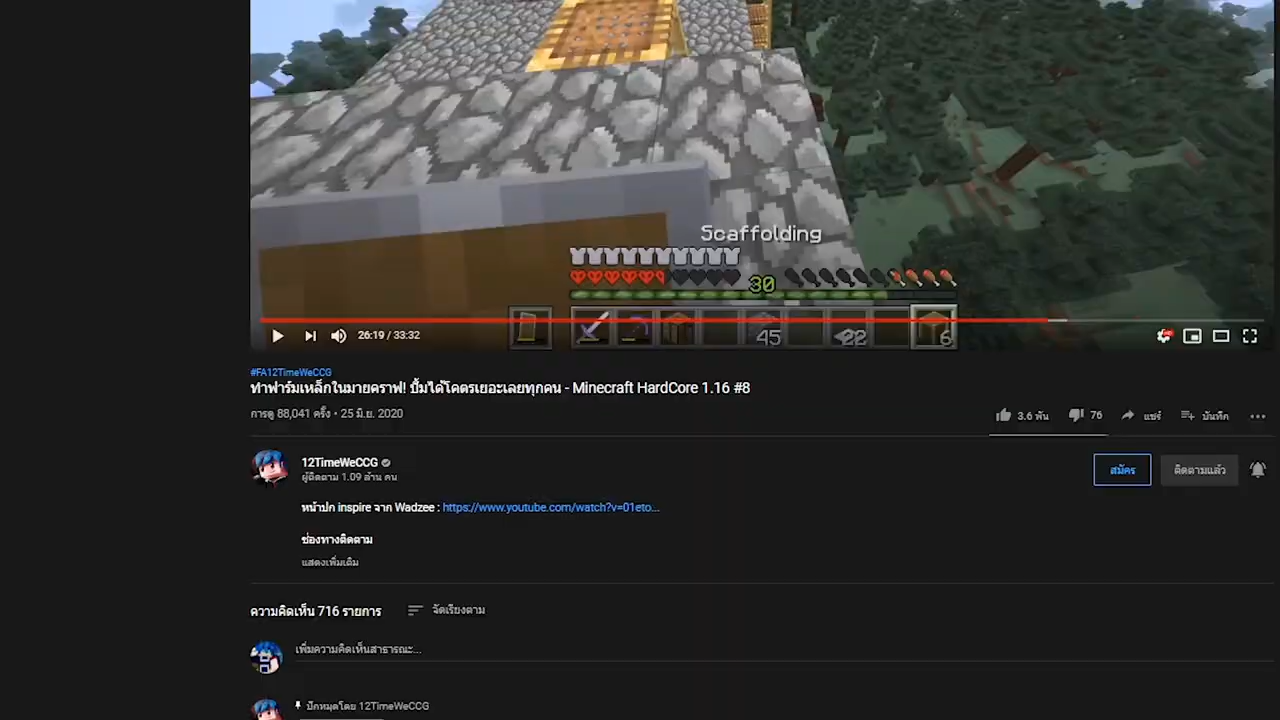 Scaffolding
30
45
22
6
26:19 / 33:32
#FA12TimeWeCCG
ทำฟาร์มเหล็กในมายคราฟ! ปั้มได้โคตรเยอะเลยทุกคน - Minecraft HardCore 1.16 #8
การดู 88,041 ครั้ง • 25 มิ.ย. 2020
3.6 พัน 76 แชร์ บันทึก
12TimeWeCCG
ผู้ติดตาม 1.09 ล้าน คน
สมัคร ติดตามแล้ว
หน้าปก inspire จาก Wadzee : https://www.youtube.com/watch?v=01eto...
ช่องทางติดตาม
แสดงเพิ่มเติม
ความคิดเห็น 716 รายการ จัดเรียงตาม
เพิ่มความคิดเห็นสาธารณะ...
ปักหมุดโดย 12TimeWeCCG